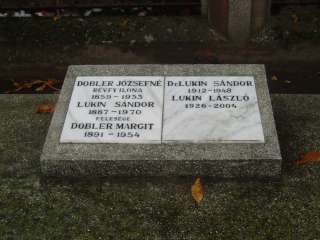 DOBLER JÓZSEFNÉ
RÉVFY ILONA
1859-1933
LUKIN SÁNDOR
1887-1970
FELESÉGE
DOBLER MARGIT
1891-1954
Dr LUKIN SÁNDOR
1912-1948
LUKIN LÁSZLÓ
1926-2004